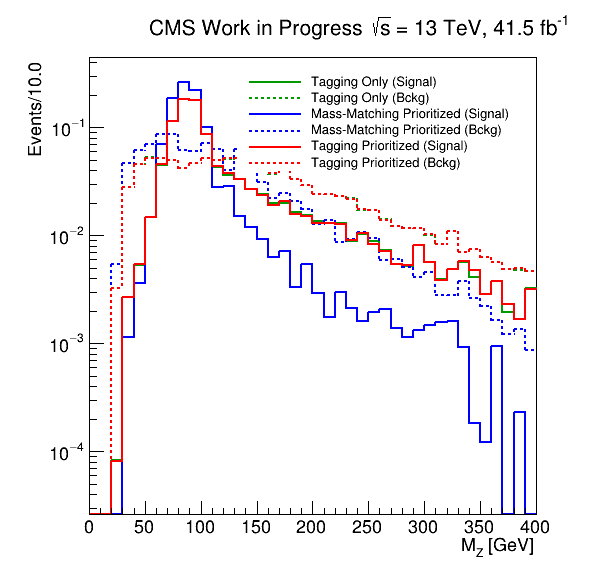 CMS Work in Progress √s = 13 TeV, 41.5 fb⁻¹
Events/10.0
Tagging Only (Signal)
Tagging Only (Bckg)
Mass-Matching Prioritized (Signal)
Mass-Matching Prioritized (Bckg)
Tagging Prioritized (Signal)
Tagging Prioritized (Bckg)
10⁻¹
10⁻²
10⁻³
10⁻⁴
0 50 100 150 200 250 300 350 400
M_Z [GeV]